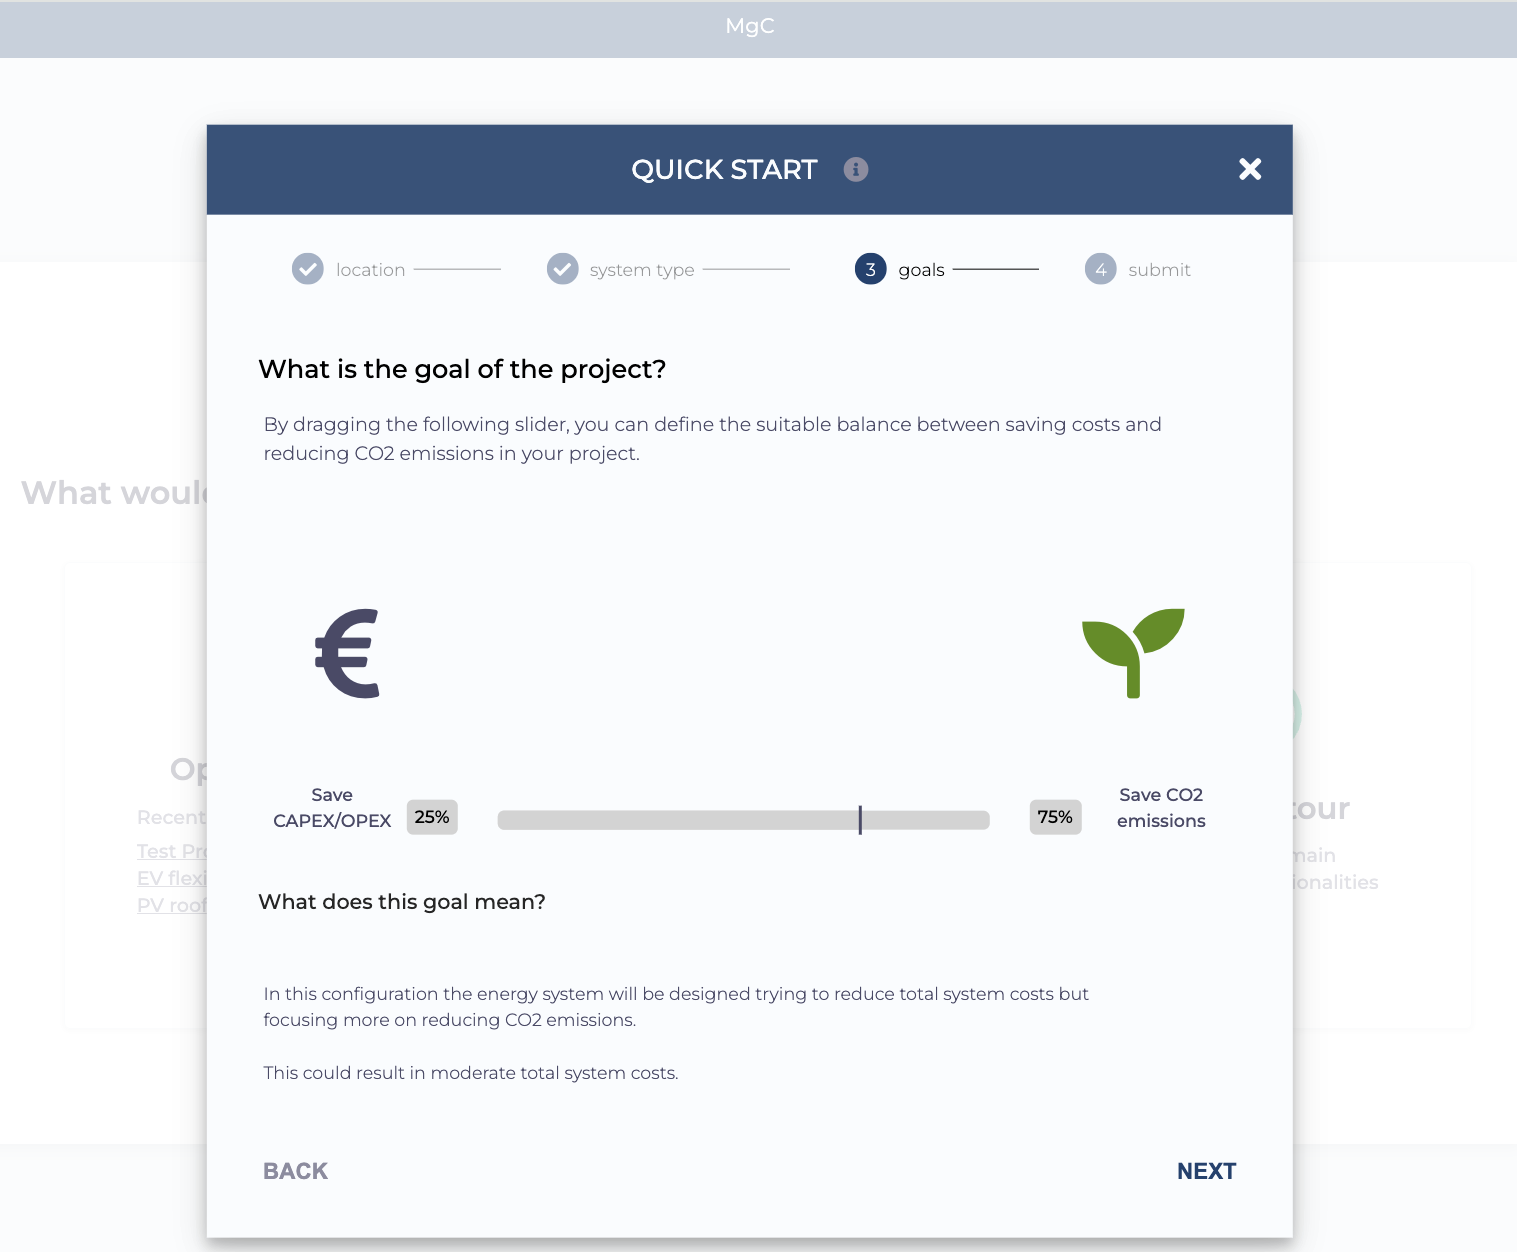 MgC
QUICK START
location
system type
3 goals
4 submit
What is the goal of the project?
By dragging the following slider, you can define the suitable balance between saving costs and
reducing CO2 emissions in your project.
What would
€
Op
Recent
Test Pro
EV flexi
PV roof
tour
main
ionalities
Save
CAPEX/OPEX
25%
75%
Save CO2
emissions
What does this goal mean?
In this configuration the energy system will be designed trying to reduce total system costs but
focusing more on reducing CO2 emissions.
This could result in moderate total system costs.
BACK
NEXT